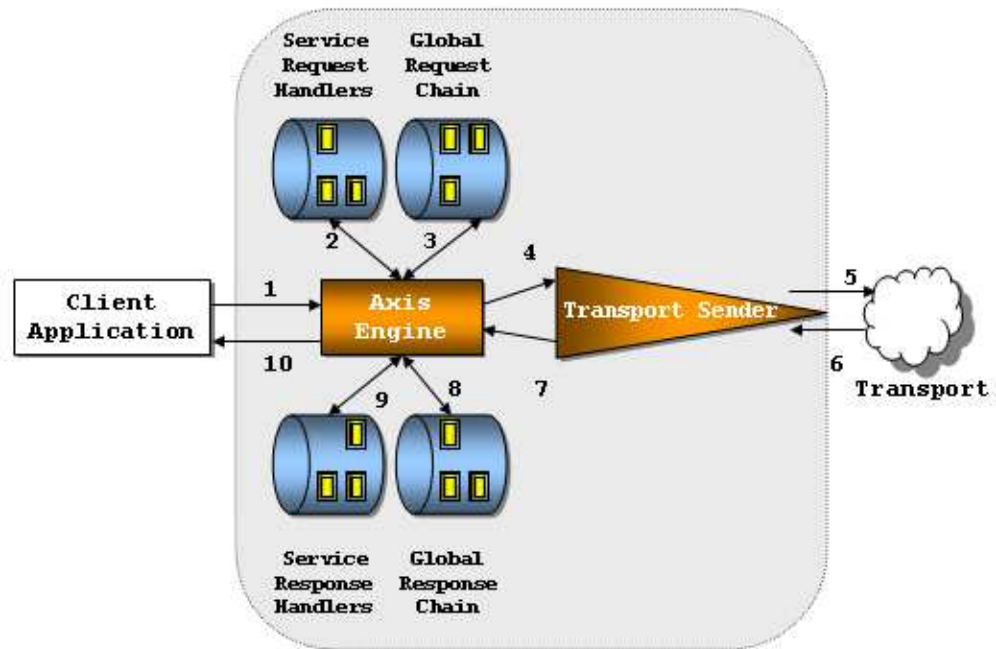 Service
Request
Handlers
Global
Request
Chain
2
3
4
5
1
Client
Application
Axis
Engine
Transport Sender
10
9
8
7
6
Transport
Service
Response
Handlers
Global
Response
Chain